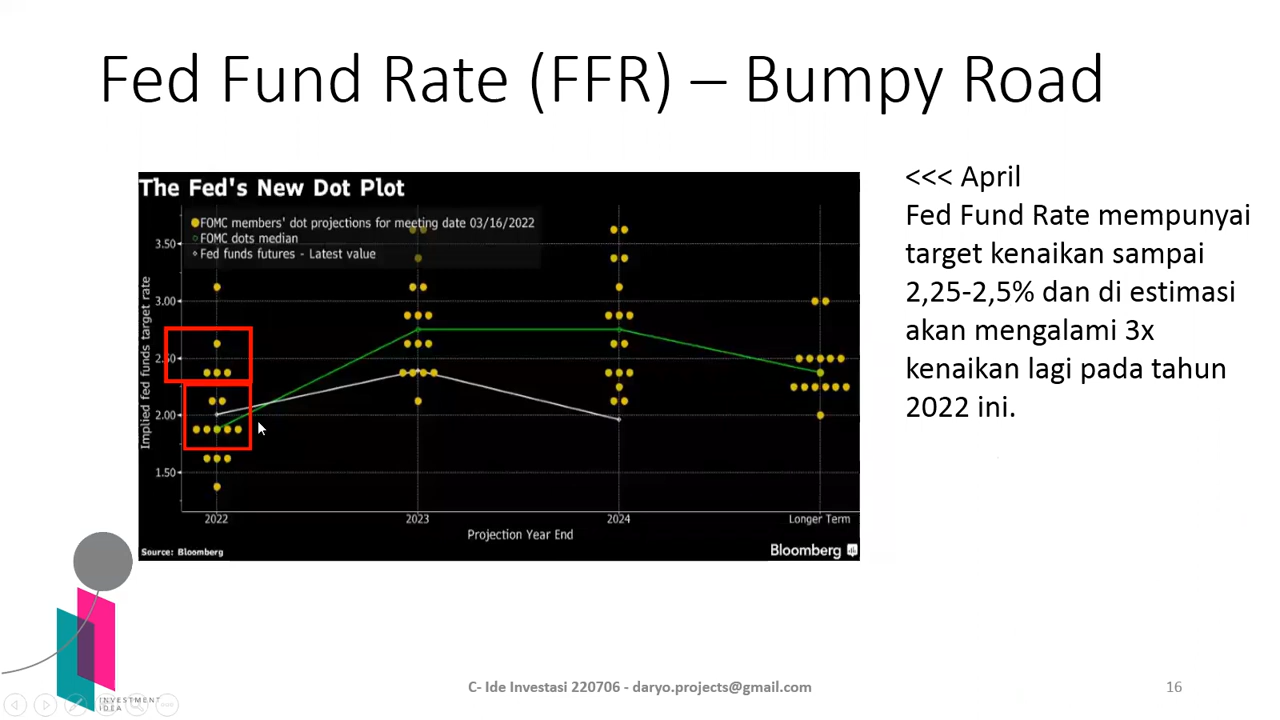 Fed Fund Rate (FFR) – Bumpy Road
The Fed's New Dot Plot
FOMC members' dot projections for meeting date 03/16/2022
FOMC dots median
Fed funds futures - Latest value
Implied fed funds target rate
3.50
3.00
2.50
2.00
1.50
2022
2023
2024
Longer Term
Projection Year End
Source: Bloomberg
Bloomberg
<<< April
Fed Fund Rate mempunyai
target kenaikan sampai
2,25-2,5% dan di estimasi
akan mengalami 3x
kenaikan lagi pada tahun
2022 ini.
INVESTMENT
IDEA
C- Ide Investasi 220706 - daryo.projects@gmail.com
16